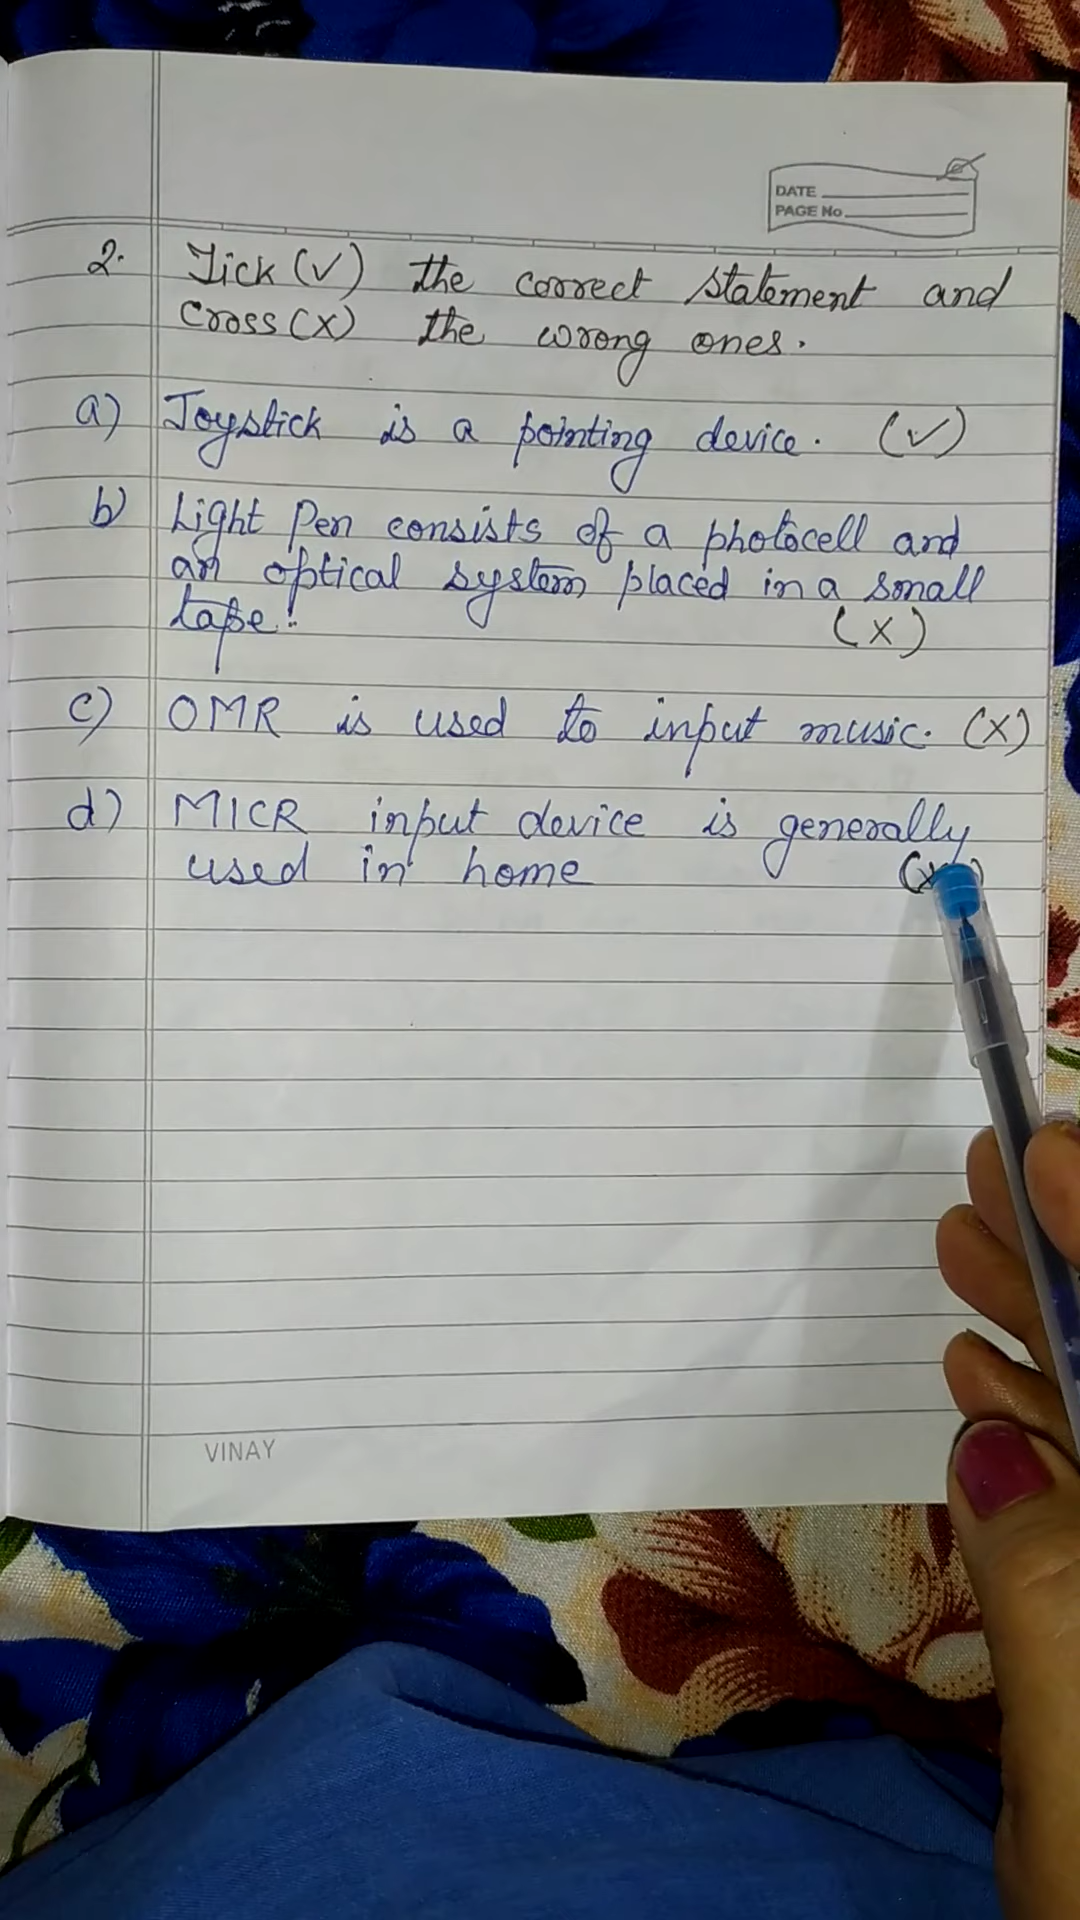 DATE
PAGE No
2. Tick (✓) the correct statement and
Cross (X) the wrong ones.
a) Joystick is a pointing device. (✓)
b) Light Pen consists of a photocell and
an optical system placed in a small
tape. (X)
c) OMR is used to input music. (X)
d) MICR input device is generally
used in home (X)
VINAY